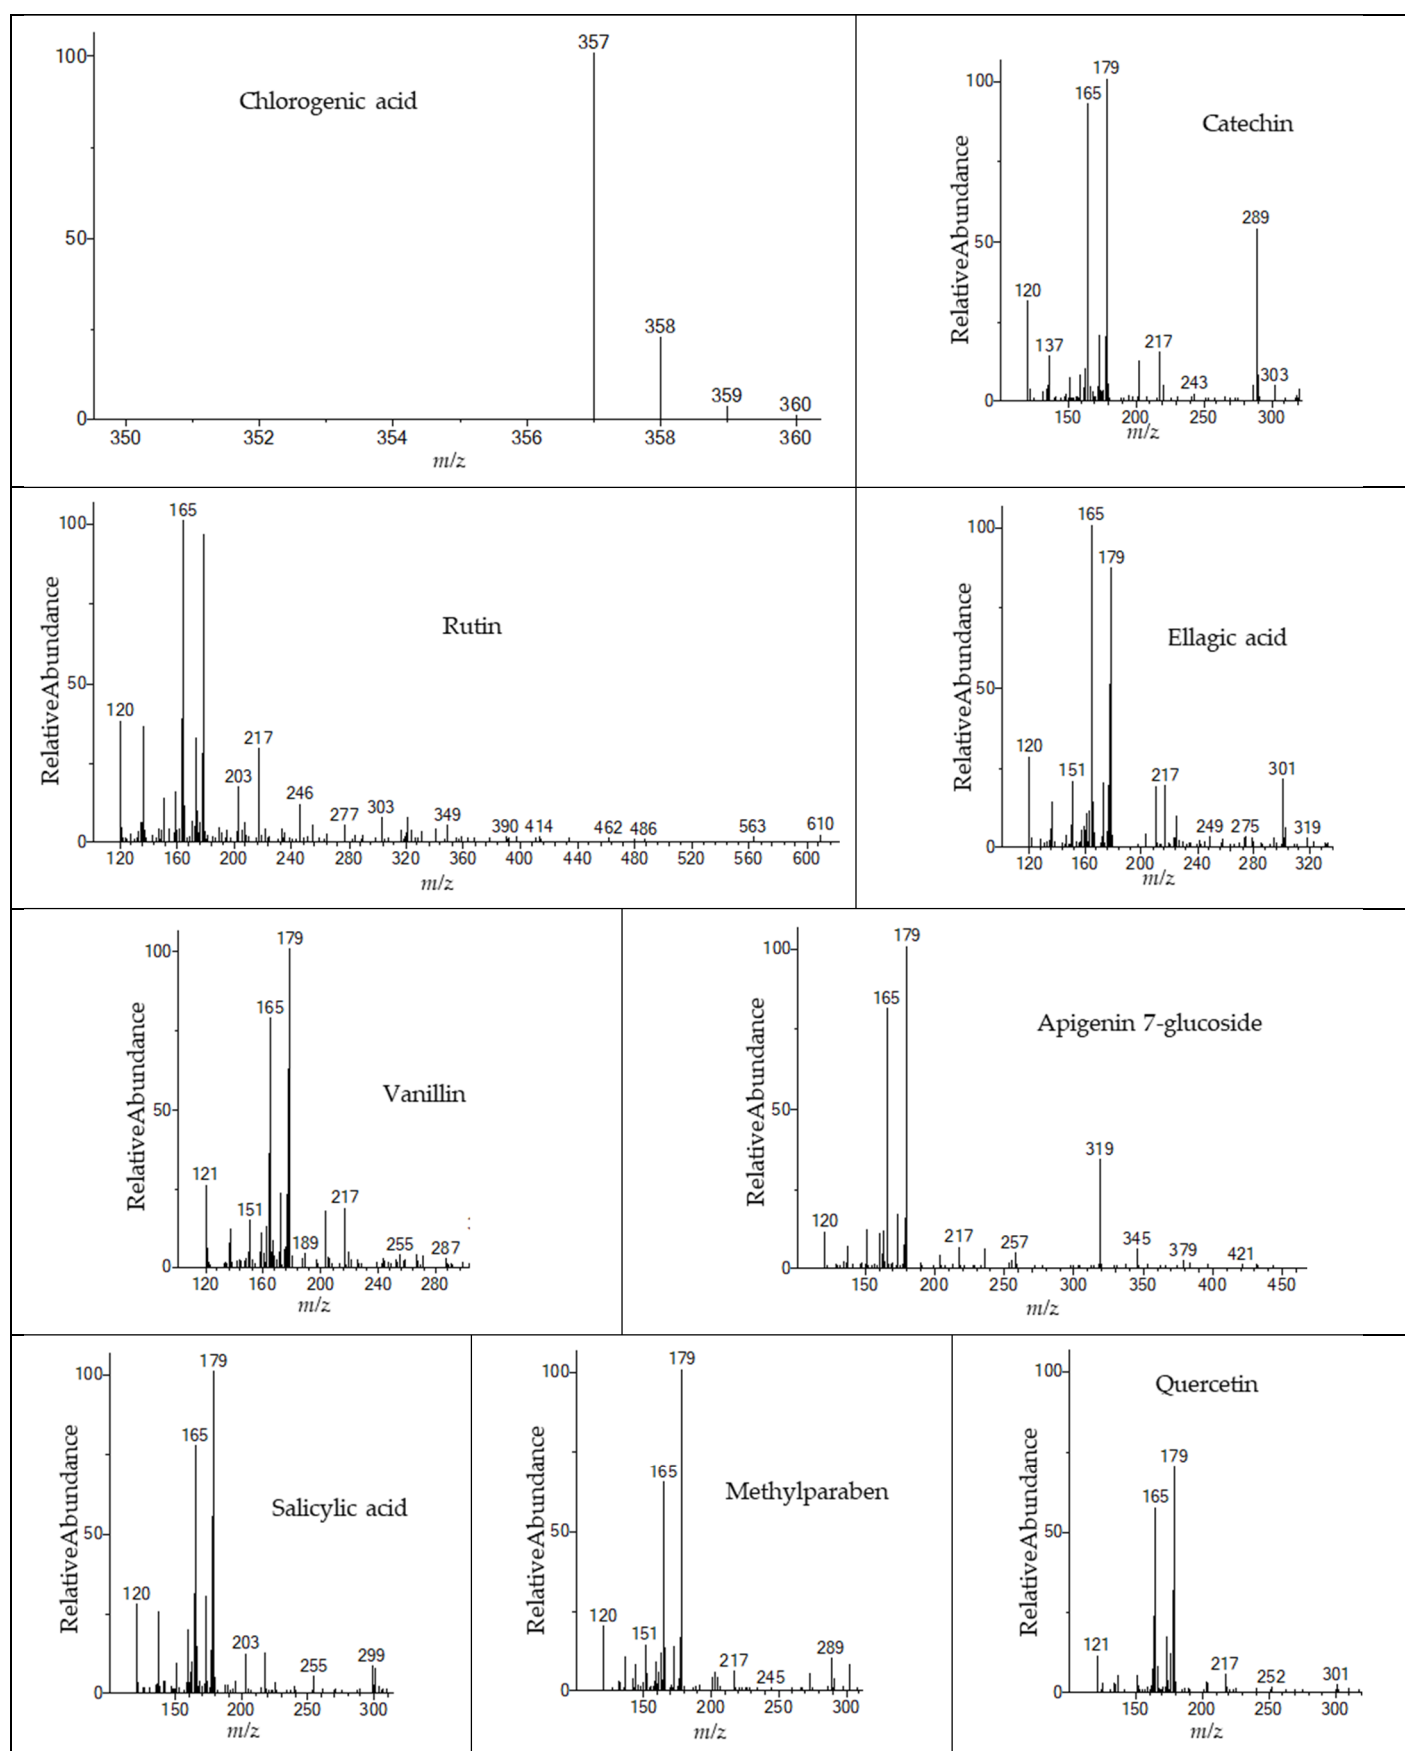 357
100
Chlorogenic acid
50
358
359
360
0
350 352 354 356 358 360
m/z
179
100
165
Catechin
RelativeAbundance
289
50
120
137
217
243
303
0
150 200 250 300
m/z
165
100
Rutin
RelativeAbundance
50
120
217
203
246
277
303
349
390 414
462 486
563
610
0
120 160 200 240 280 320 360 400 440 480 520 560 600
m/z
165
100
179
Ellagic acid
RelativeAbundance
50
120
151
217
301
249 275 319
0
120 160 200 240 280 320
m/z
179
100
165
RelativeAbundance
Vanillin
50
121
151
217
189
255
287
0
120 160 200 240 280
m/z
179
100
165
Apigenin 7-glucoside
RelativeAbundance
50
319
120
217
257
345
379
421
0
150 200 250 300 350 400 450
m/z
179
100
165
RelativeAbundance
Salicylic acid
50
120
203
255
299
0
150 200 250 300
m/z
179
100
165
Methylparaben
RelativeAbundance
50
120
151
217
245
289
0
150 200 250 300
m/z
100
Quercetin
179
165
RelativeAbundance
50
121
217
252
301
0
150 200 250 300
m/z